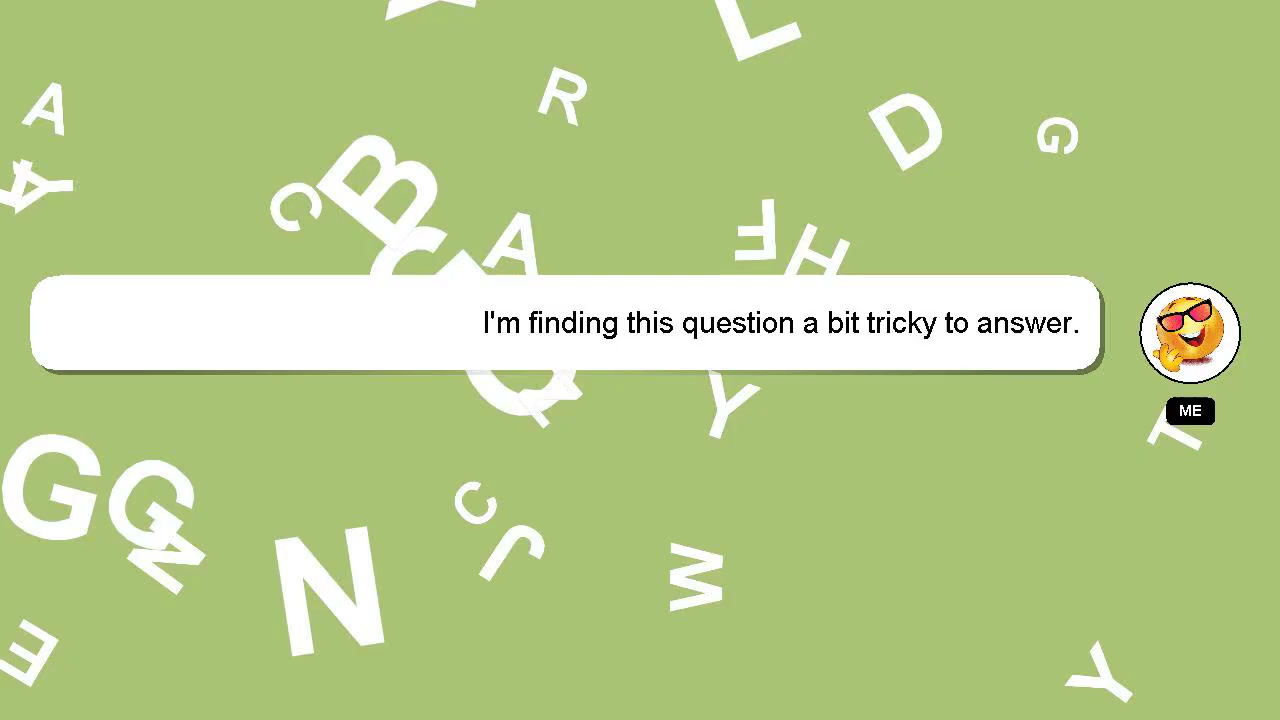 I'm finding this question a bit tricky to answer.
ME
L
R
A
D
G
A
Y
C
B
A
F
H
Q
Y
T
G
G
N
C
J
N
W
E
Y